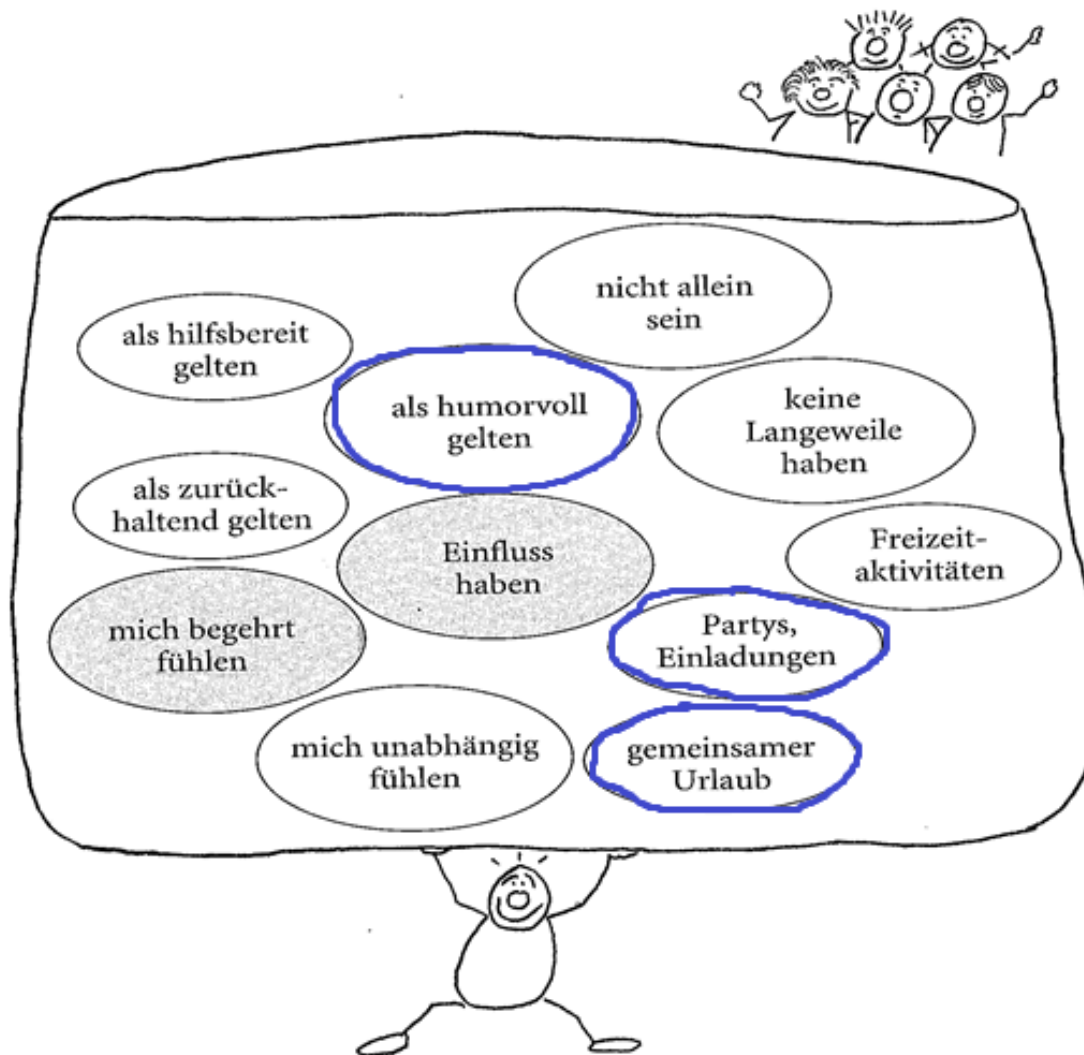 nicht allein
sein
als hilfsbereit
gelten
als humorvoll
gelten
keine
Langeweile
haben
als zurück-
haltend gelten
Einfluss
haben
Freizeit-
aktivitäten
mich begehrt
fühlen
Partys,
Einladungen
mich unabhängig
fühlen
gemeinsamer
Urlaub